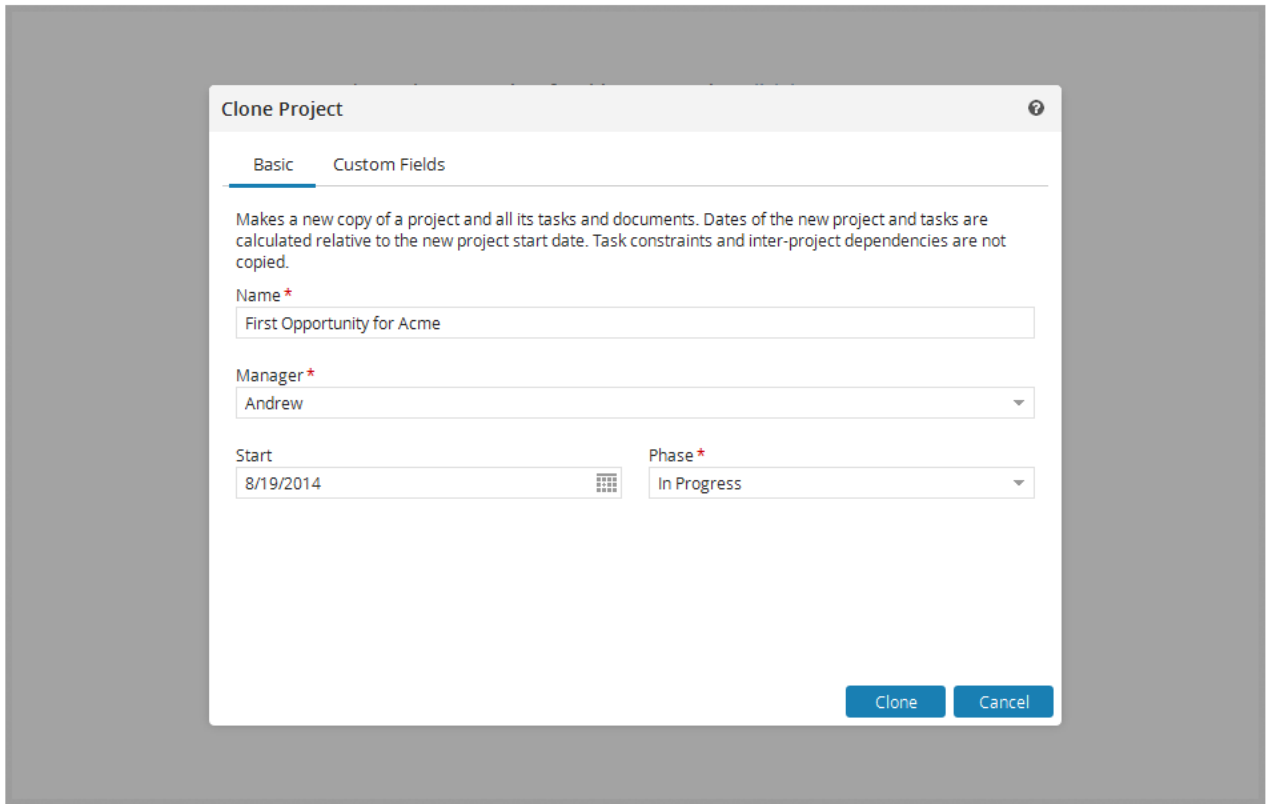 Clone Project
Basic Custom Fields
Makes a new copy of a project and all its tasks and documents. Dates of the new project and tasks are
calculated relative to the new project start date. Task constraints and inter-project dependencies are not
copied.
Name *
First Opportunity for Acme
Manager *
Andrew
Start Phase *
8/19/2014 In Progress
Clone Cancel